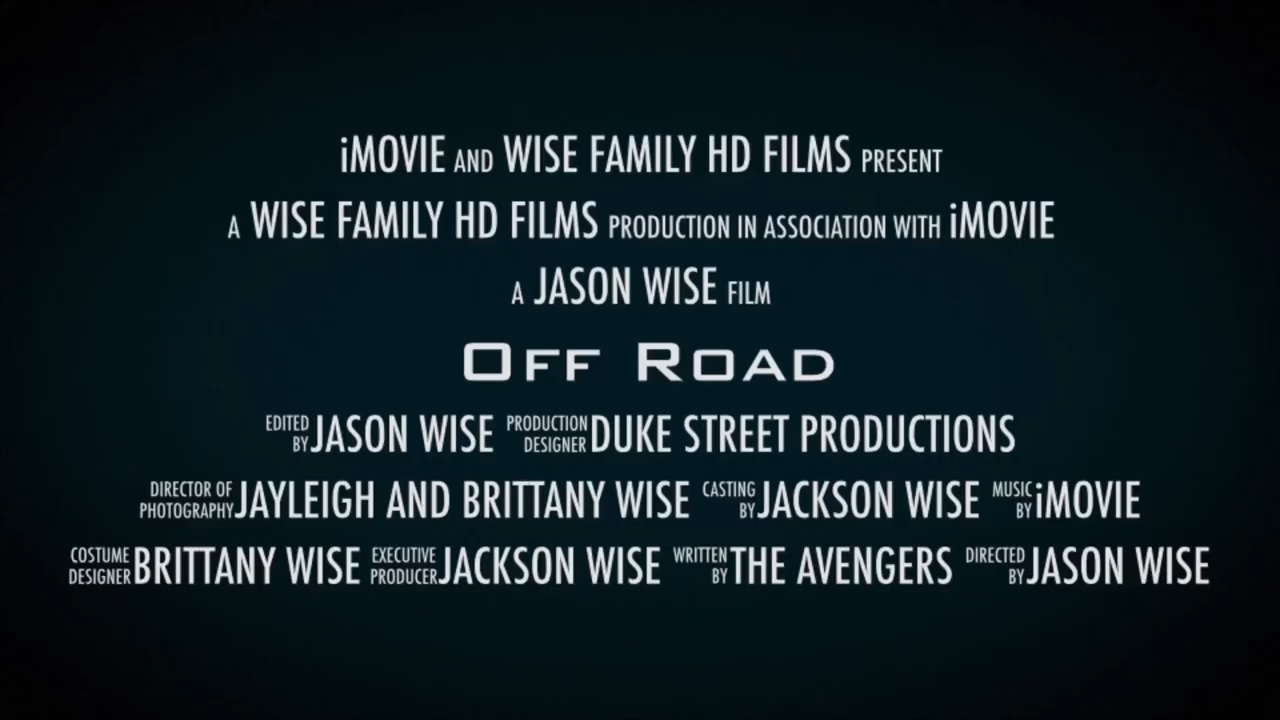 iMOVIE AND WISE FAMILY HD FILMS PRESENT
A WISE FAMILY HD FILMS PRODUCTION IN ASSOCIATION WITH iMOVIE
A JASON WISE FILM
OFF ROAD
EDITED BY JASON WISE PRODUCTION DESIGNER DUKE STREET PRODUCTIONS
DIRECTOR OF PHOTOGRAPHY JAYLEIGH AND BRITTANY WISE CASTING BY JACKSON WISE MUSIC BY iMOVIE
COSTUME DESIGNER BRITTANY WISE EXECUTIVE PRODUCER JACKSON WISE WRITTEN BY THE AVENGERS DIRECTED BY JASON WISE